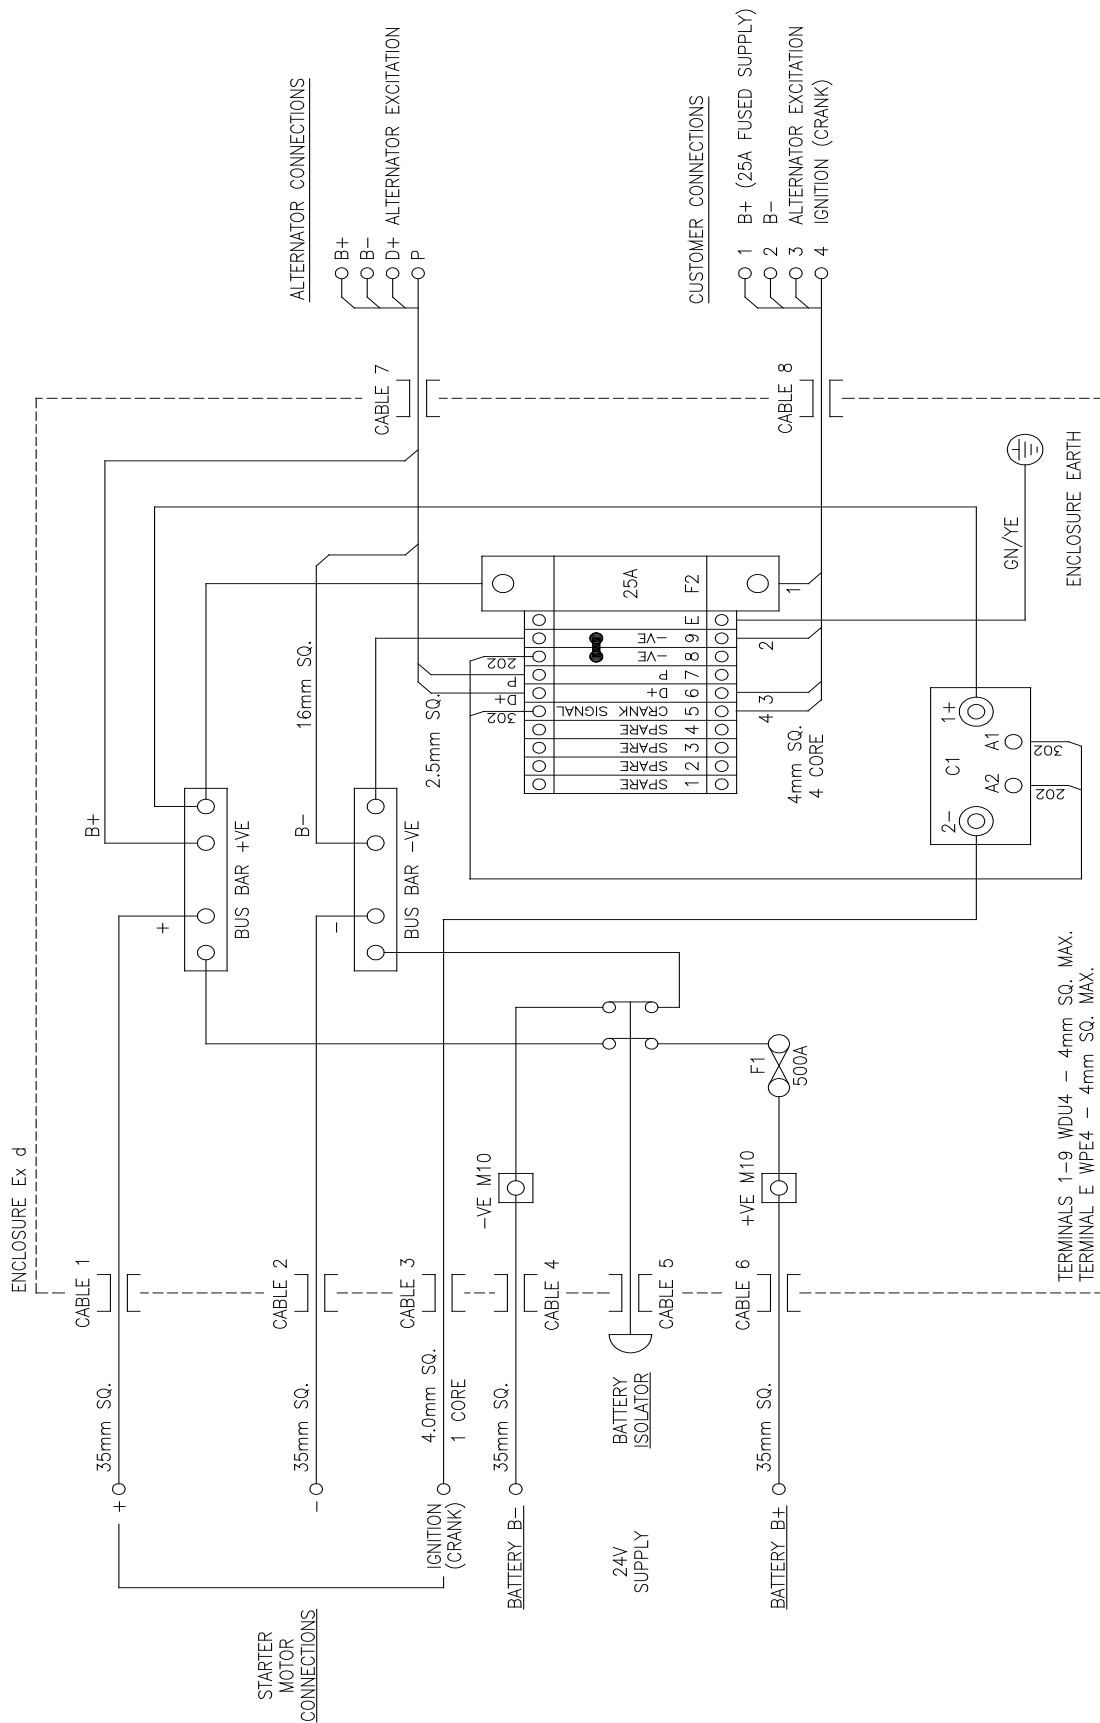 ENCLOSURE Ex d
STARTER
MOTOR
CONNECTIONS
+
35mm SQ.
CABLE 1
-
35mm SQ.
CABLE 2
IGNITION
(CRANK)
4.0mm SQ.
1 CORE
CABLE 3
BATTERY B-
35mm SQ.
CABLE 4
-VE M10
24V
SUPPLY
BATTERY
ISOLATOR
CABLE 5
BATTERY B+
35mm SQ.
CABLE 6
+VE M10
F1
500A
+
B+
BUS BAR +VE
-
B-
BUS BAR -VE
16mm SQ.
2.5mm SQ.
302
D+
P
202
SPARE
SPARE
SPARE
SPARE
CRANK SIGNAL
D+
P
-VE
-VE
25A
1 2 3 4 5 6 7 8 9 E F2
4 3
2
1
4mm SQ.
4 CORE
2-
C1
1+
A2
A1
202
302
GN/YE
ENCLOSURE EARTH
ALTERNATOR CONNECTIONS
B+
B-
D+ ALTERNATOR EXCITATION
P
CABLE 7
CUSTOMER CONNECTIONS
1 B+ (25A FUSED SUPPLY)
2 B-
3 ALTERNATOR EXCITATION
4 IGNITION (CRANK)
CABLE 8
TERMINALS 1-9 WDU4 - 4mm SQ. MAX.
TERMINAL E WPE4 - 4mm SQ. MAX.